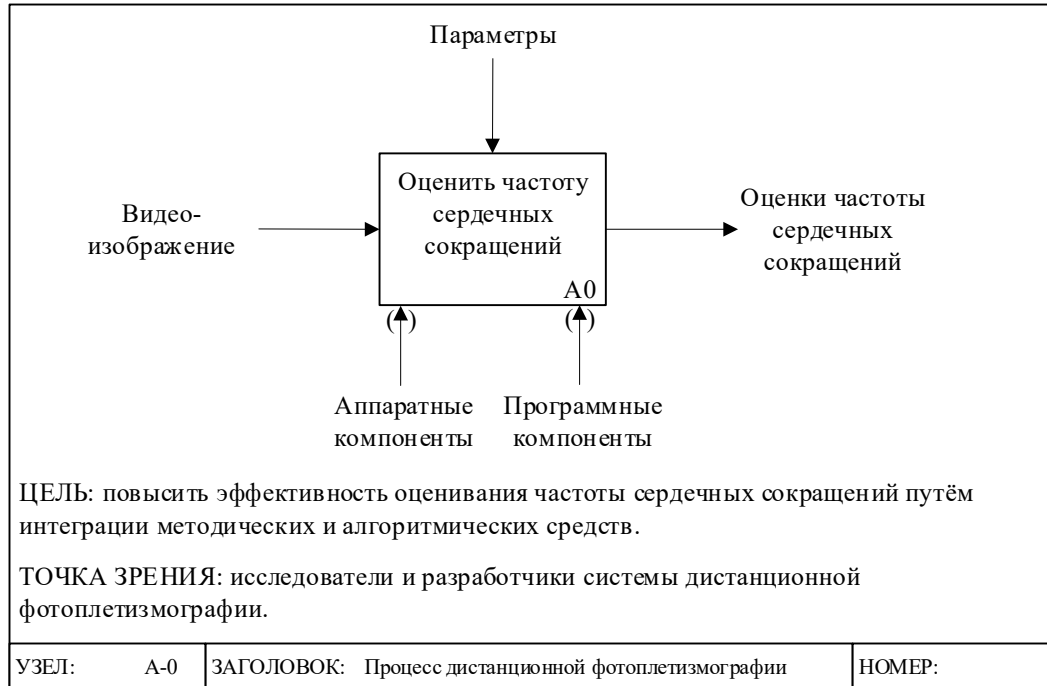 Параметры
Оценить частоту
сердечных
сокращений
A0
Видео-
изображение
Оценки частоты
сердечных
сокращений
( )
( )
Аппаратные
компоненты
Программные
компоненты
ЦЕЛЬ: повысить эффективность оценивания частоты сердечных сокращений путём
интеграции методических и алгоритмических средств.
ТОЧКА ЗРЕНИЯ: исследователи и разработчики системы дистанционной
фотоплетизмографии.
УЗЕЛ: A-0 ЗАГОЛОВОК: Процесс дистанционной фотоплетизмографии НОМЕР: